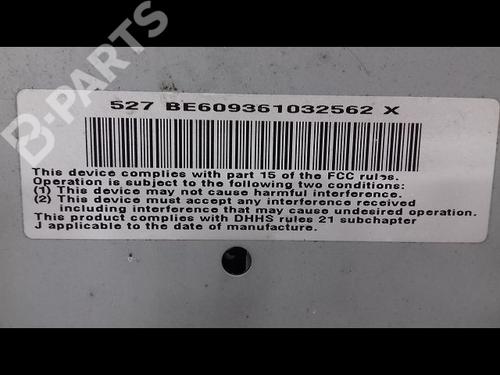 B-PARTS
527 BE609361032562 X
This device complies with part 15 of the FCC rules.
Operation is subject to the following two conditions:
(1) This device may not cause harmful interference.
(2) This device must accept any interference received
including interference that may cause undesired operation.
This product complies with DHHS rules 21 subchapter
J applicable to the date of manufacture.